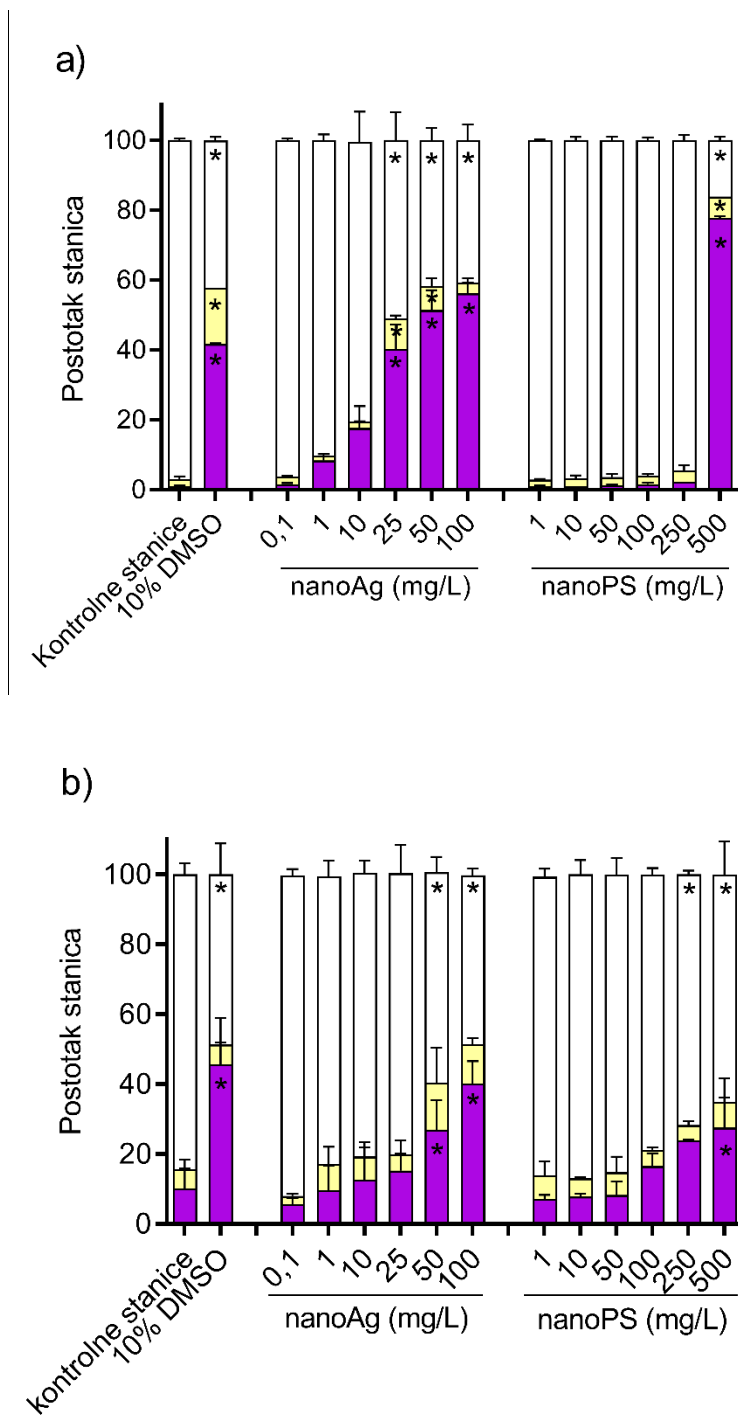 a)
Postotak stanica
100
80
60
40
20
0
* * *
* * * * * * * *
* * *
Kontrolne stanice
10% DMSO
0,1 1 10 25 50 100
nanoAg (mg/L)
1 10 50 100 250 500
nanoPS (mg/L)
b)
Postotak stanica
100
80
60
40
20
0
* *
* * * *
* * *
kontrolne stanice
10% DMSO
0,1 1 10 25 50 100
nanoAg (mg/L)
1 10 50 100 250 500
nanoPS (mg/L)